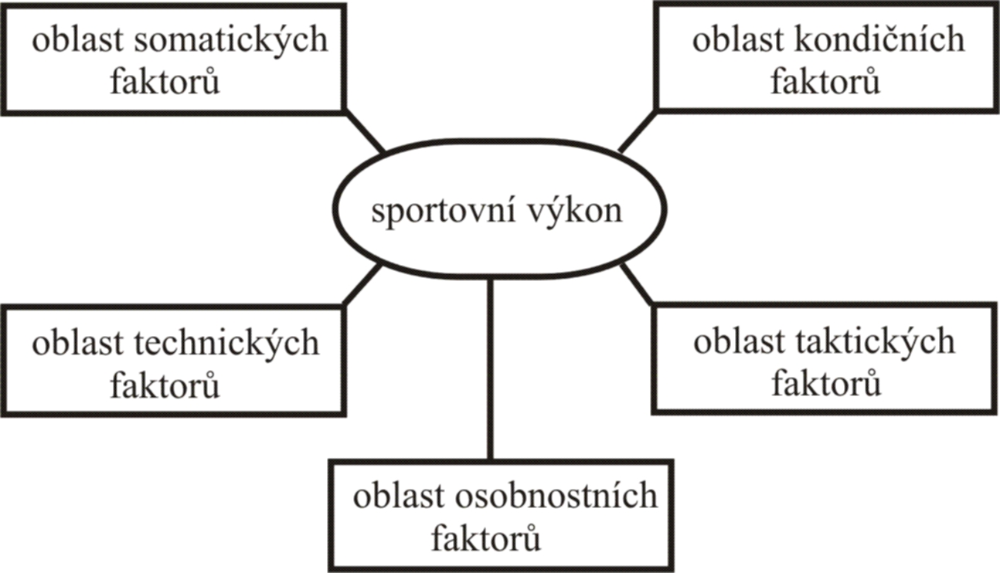 oblast somatických
faktorů
oblast kondičních
faktorů
sportovní výkon
oblast technických
faktorů
oblast taktických
faktorů
oblast osobnostních
faktorů